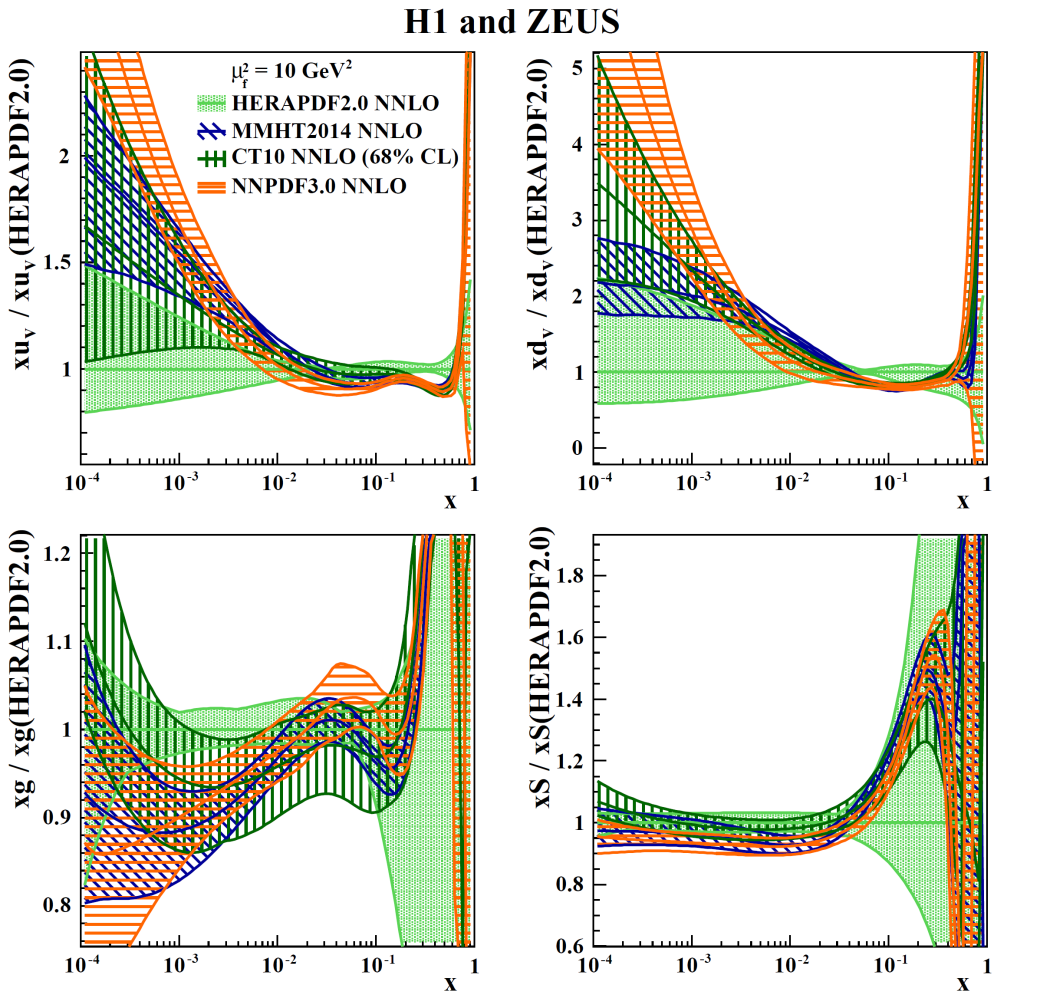 H1 and ZEUS
xu_v / xu_v(HERAPDF2.0)
μ_f^2 = 10 GeV^2
HERAPDF2.0 NNLO
MMHT2014 NNLO
CT10 NNLO (68% CL)
NNPDF3.0 NNLO
2
1.5
1
10^-4 10^-3 10^-2 10^-1 1
x
xd_v / xd_v(HERAPDF2.0)
5
4
3
2
1
0
10^-4 10^-3 10^-2 10^-1 1
x
xg / xg(HERAPDF2.0)
1.2
1.1
1
0.9
0.8
10^-4 10^-3 10^-2 10^-1 1
x
xS / xS(HERAPDF2.0)
1.8
1.6
1.4
1.2
1
0.8
0.6
10^-4 10^-3 10^-2 10^-1 1
x